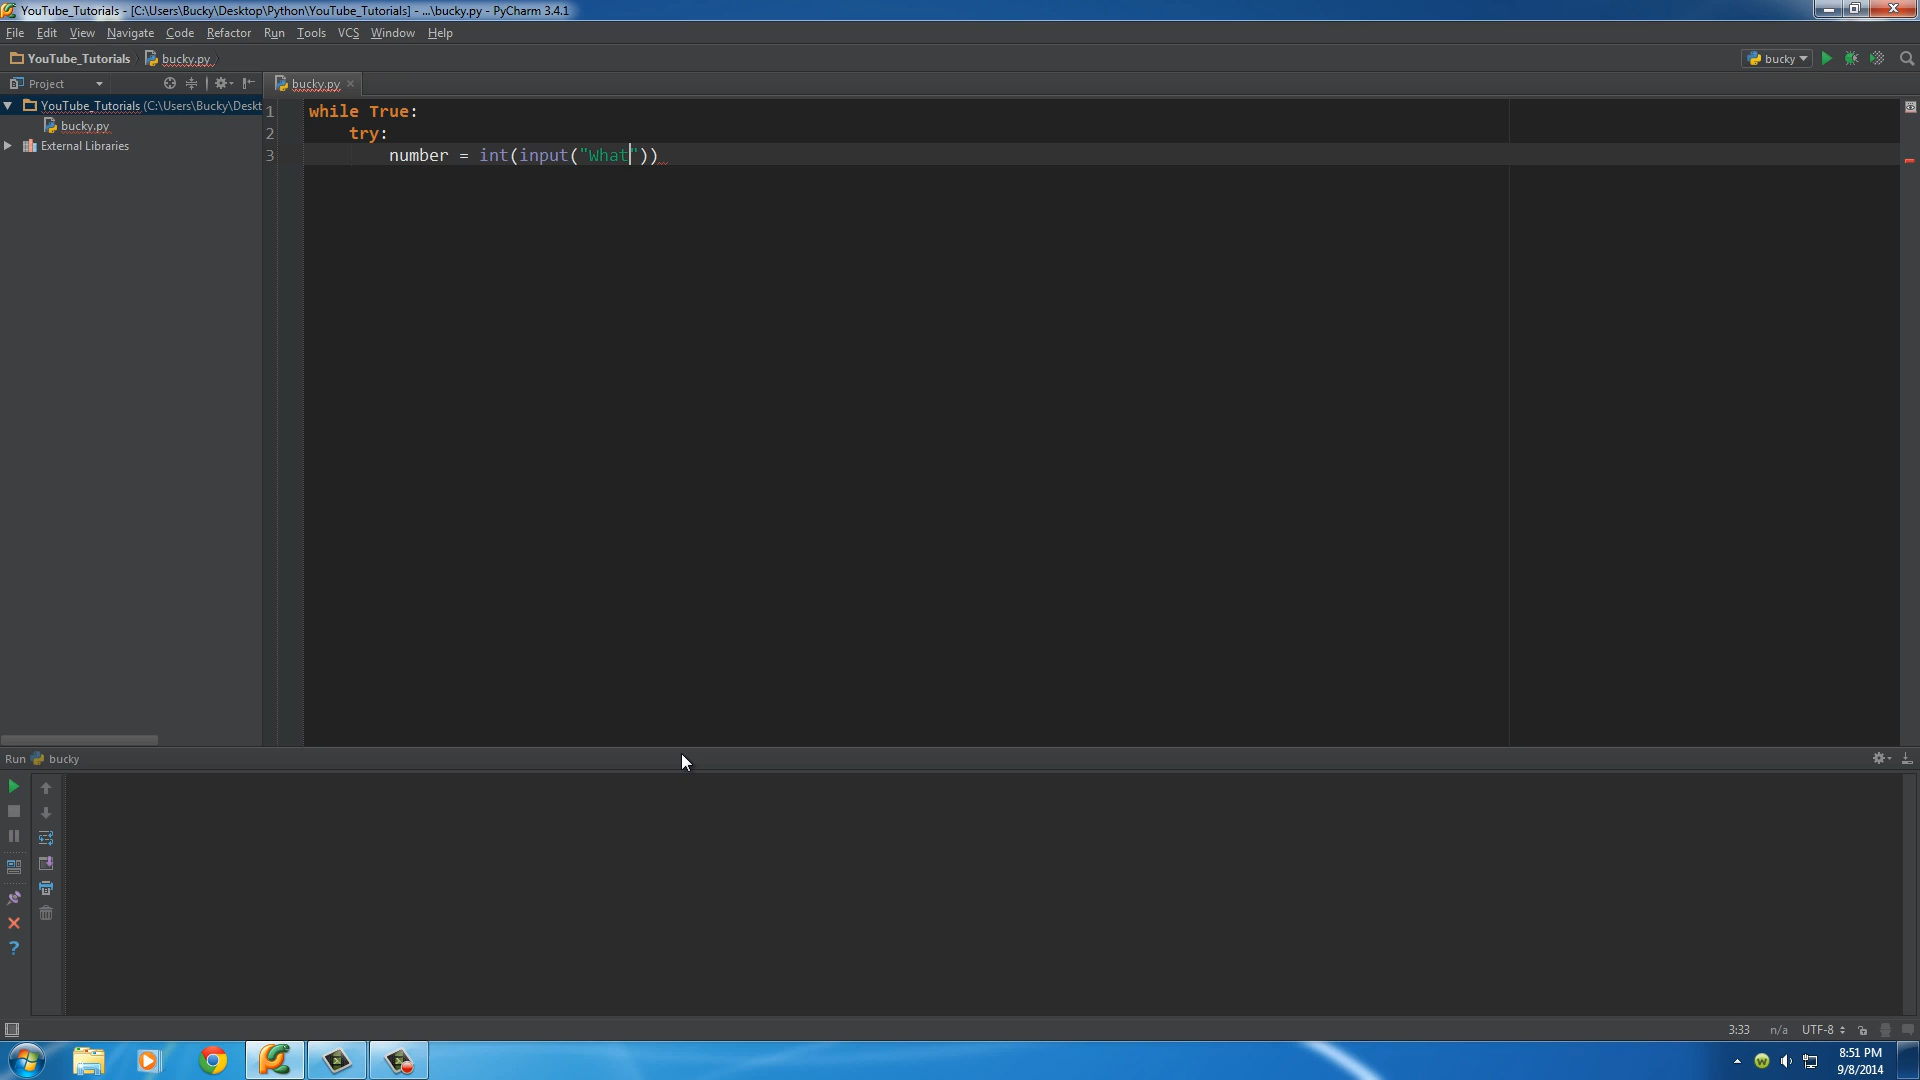 YouTube_Tutorials - [C:\Users\Bucky\Desktop\Python\YouTube_Tutorials] - ...\bucky.py - PyCharm 3.4.1
File Edit View Navigate Code Refactor Run Tools VCS Window Help
YouTube_Tutorials bucky.py bucky
Project bucky.py
YouTube_Tutorials (C:\Users\Bucky\Deskt
bucky.py
External Libraries
1 while True:
2 try:
3 number = int(input("What"))
Run bucky
?
3:33 n/a UTF-8
8:51 PM
9/8/2014